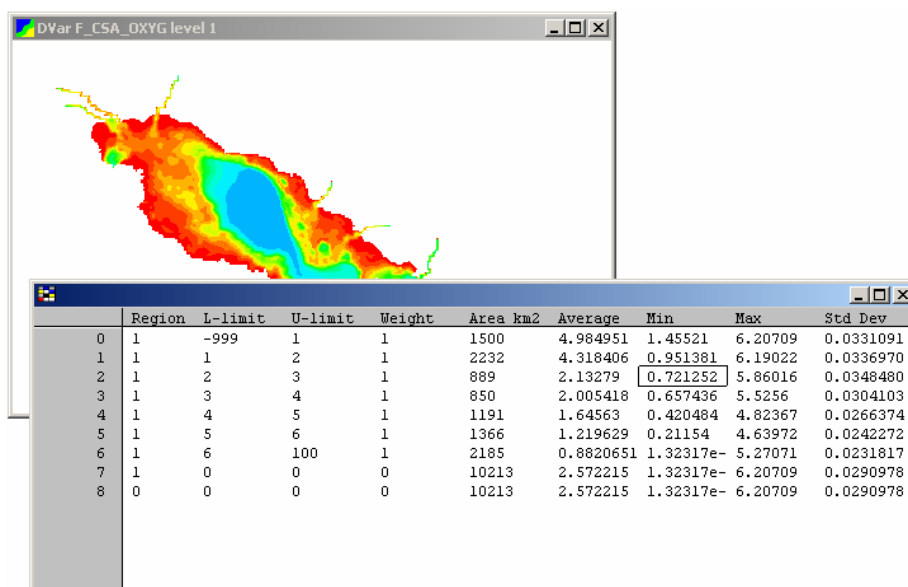 DVar F_CSA_OXYG level 1
Region L-limit U-limit Weight Area km2 Average Min Max Std Dev
0 1 -999 1 1 1500 4.984951 1.45521 6.20709 0.0331091
1 1 1 2 1 2232 4.318406 0.951381 6.19022 0.0336970
2 1 2 3 1 889 2.13279 0.721252 5.86016 0.0348480
3 1 3 4 1 850 2.005418 0.657436 5.5256 0.0304103
4 1 4 5 1 1191 1.64563 0.420484 4.82367 0.0266374
5 1 5 6 1 1366 1.219629 0.21154 4.63972 0.0242272
6 1 6 100 1 2185 0.8820651 1.32317e- 5.27071 0.0231817
7 1 0 0 0 10213 2.572215 1.32317e- 6.20709 0.0290978
8 0 0 0 0 10213 2.572215 1.32317e- 6.20709 0.0290978